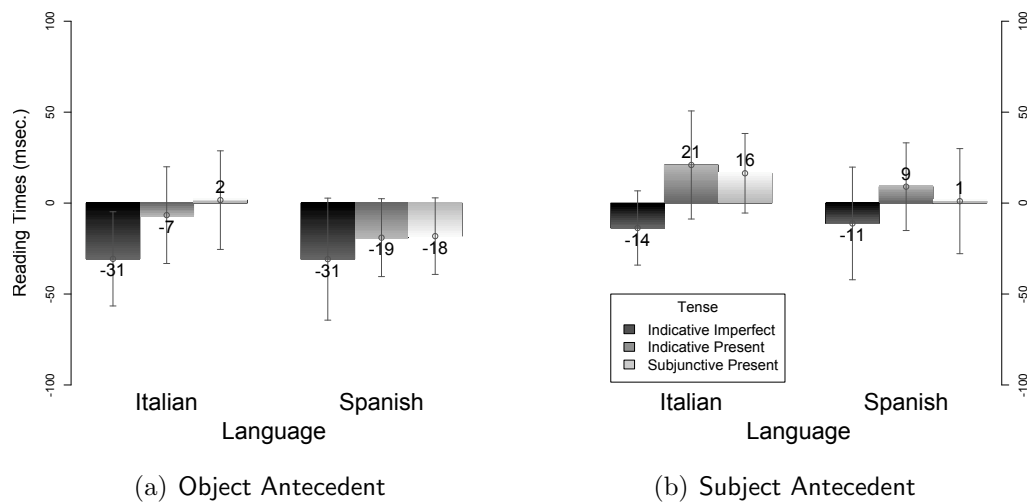 Reading Times (msec.)
100
50
0
-50
-100
-31
-7
2
-31
-19
-18
Italian
Spanish
Language
(a) Object Antecedent
-14
21
16
-11
9
1
Tense
Indicative Imperfect
Indicative Present
Subjunctive Present
100
50
0
-50
-100
Italian
Spanish
Language
(b) Subject Antecedent